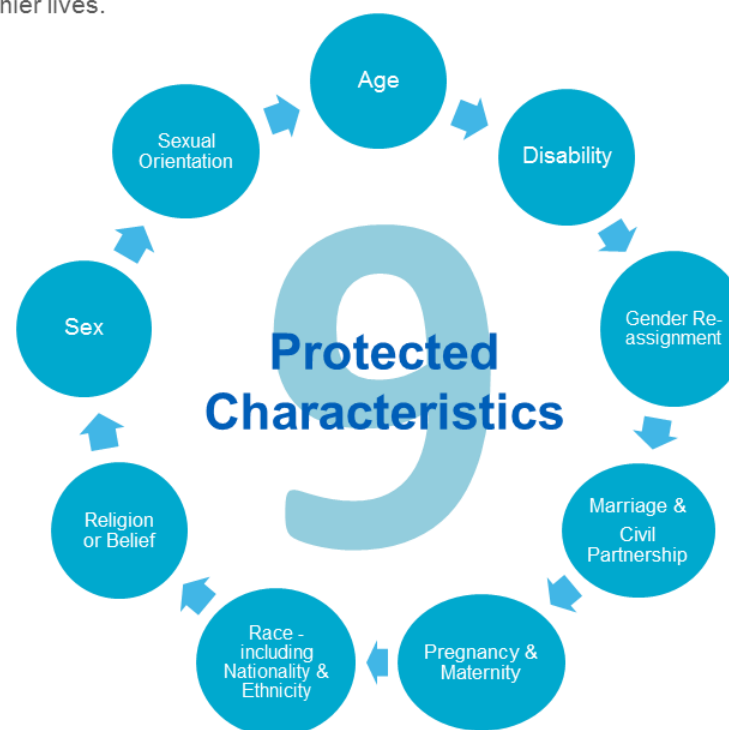 lives.
Age
Disability
Gender Re-
assignment
Marriage &
Civil
Partnership
Pregnancy &
Maternity
Race -
including
Nationality &
Ethnicity
Religion
or Belief
Sex
Sexual
Orientation
9
Protected
Characteristics